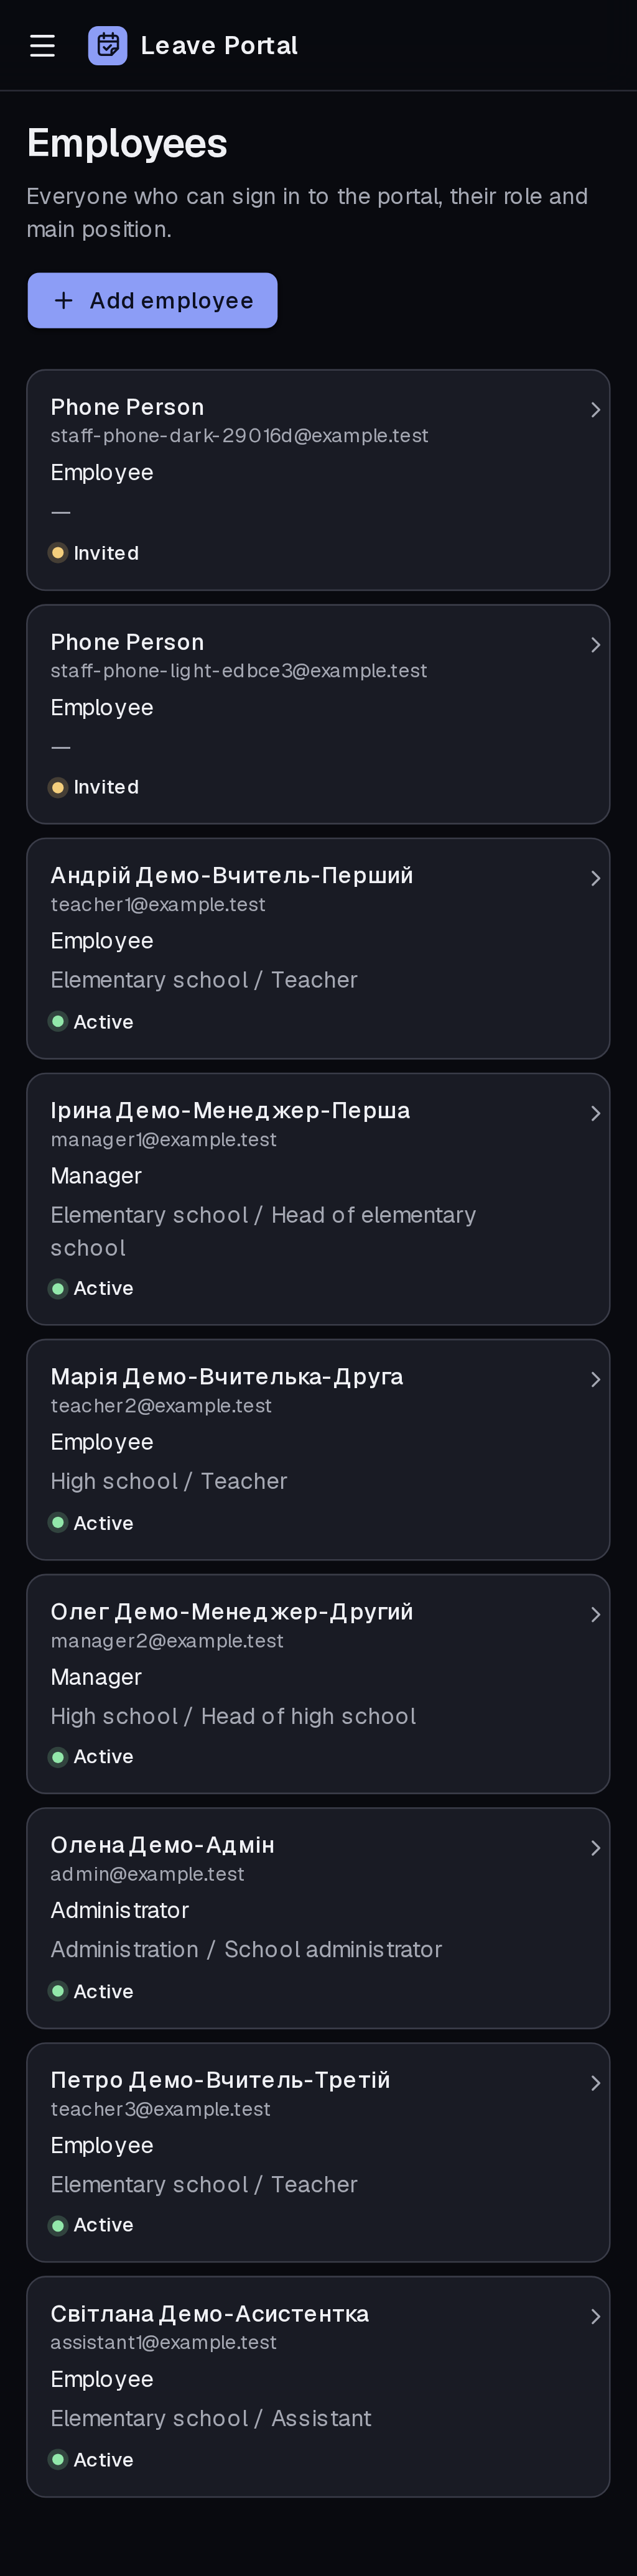 Leave Portal
Employees
Everyone who can sign in to the portal, their role and
main position.
+ Add employee
Phone Person
staff-phone-dark-29016d@example.test
Employee
—
Invited
Phone Person
staff-phone-light-edbce3@example.test
Employee
—
Invited
Андрій Демо-Вчитель-Перший
teacher1@example.test
Employee
Elementary school / Teacher
Active
Ірина Демо-Менеджер-Перша
manager1@example.test
Manager
Elementary school / Head of elementary
school
Active
Марія Демо-Вчителька-Друга
teacher2@example.test
Employee
High school / Teacher
Active
Олег Демо-Менеджер-Другий
manager2@example.test
Manager
High school / Head of high school
Active
Олена Демо-Адмін
admin@example.test
Administrator
Administration / School administrator
Active
Петро Демо-Вчитель-Третій
teacher3@example.test
Employee
Elementary school / Teacher
Active
Світлана Демо-Асистентка
assistant1@example.test
Employee
Elementary school / Assistant
Active